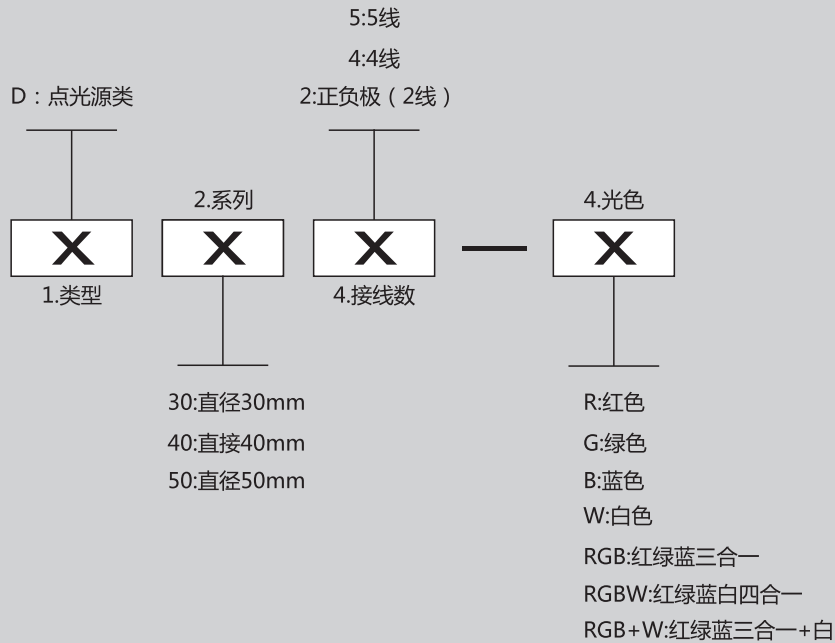 5:5线
4:4线
D：点光源类
2:正负极（2线）
2.系列
4.光色
X
X
X
X
1.类型
4.接线数
30:直径30mm
40:直接40mm
50:直径50mm
R:红色
G:绿色
B:蓝色
W:白色
RGB:红绿蓝三合一
RGBW:红绿蓝白四合一
RGB+W:红绿蓝三合一+白